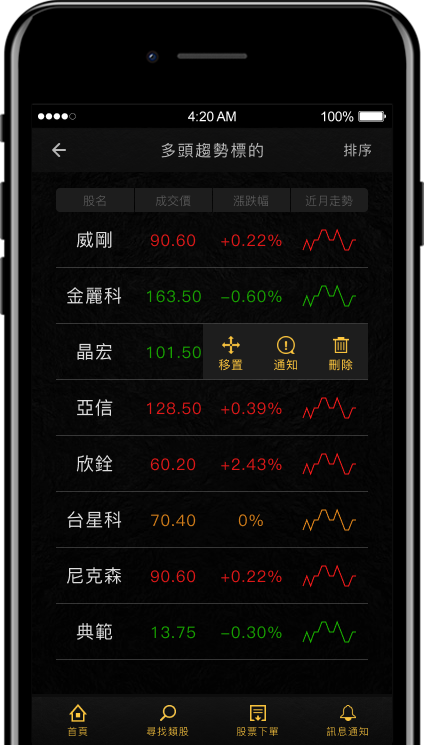 4:20 AM 100%
多頭趨勢標的 排序
股名 成交價 漲跌幅 近月走勢
威剛 90.60 +0.22%
金麗科 163.50 −0.60%
晶宏 101.50 移置 通知 刪除
亞信 128.50 +0.39%
欣銓 60.20 +2.43%
台星科 70.40 0%
尼克森 90.60 +0.22%
典範 13.75 −0.30%
首頁 尋找類股 股票下單 訊息通知